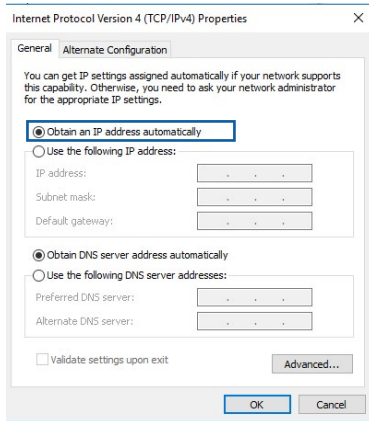 Internet Protocol Version 4 (TCP/IPv4) Properties
General Alternate Configuration
You can get IP settings assigned automatically if your network supports
this capability. Otherwise, you need to ask your network administrator
for the appropriate IP settings.
Obtain an IP address automatically
Use the following IP address:
IP address:
Subnet mask:
Default gateway:
Obtain DNS server address automatically
Use the following DNS server addresses:
Preferred DNS server:
Alternate DNS server:
Validate settings upon exit
Advanced...
OK Cancel